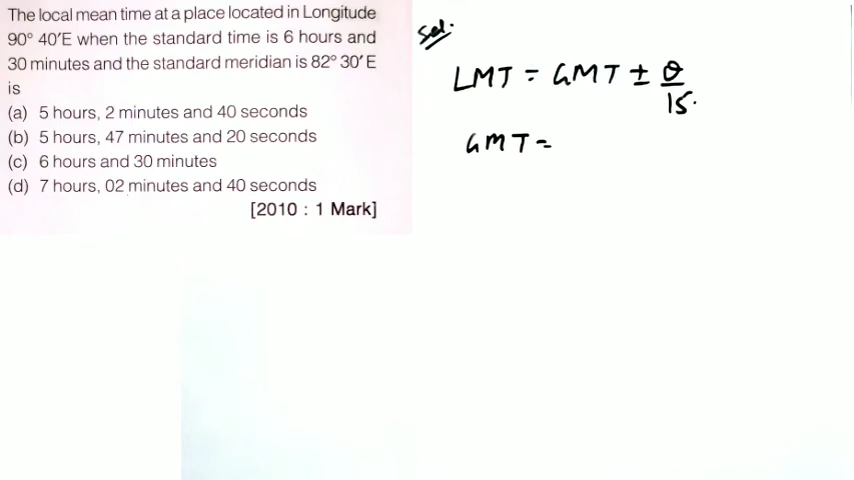 The local mean time at a place located in Longitude
90° 40′E when the standard time is 6 hours and
30 minutes and the standard meridian is 82° 30′ E
is
(a) 5 hours, 2 minutes and 40 seconds
(b) 5 hours, 47 minutes and 20 seconds
(c) 6 hours and 30 minutes
(d) 7 hours, 02 minutes and 40 seconds
[2010 : 1 Mark]
Sol.
LMT = GMT ± θ/15.
GMT =